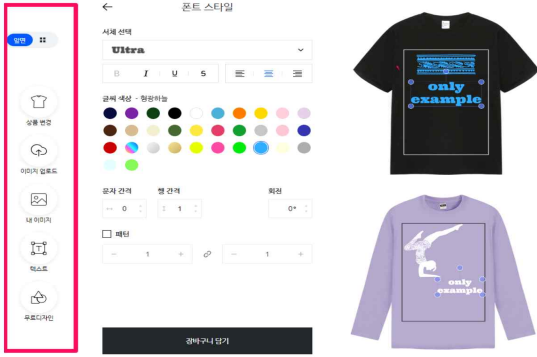 ← 폰트 스타일
앞면
상품 변경
이미지 업로드
내 이미지
텍스트
무료디자인
서체 선택
Ultra
B I U S
글씨 색상 - 형광하늘
문자 간격
행 간격
회전
-- 0
: 1
0°
패턴
− 1 +
− 1 +
장바구니 담기
only
example
only
example